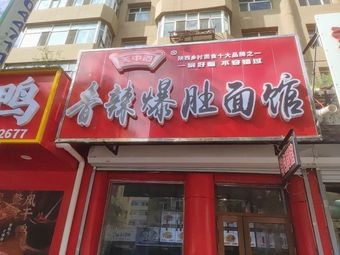 陕西乡村面食十大品牌之一
一碗好面 不容错过
香辣爆肚面馆
鸭
2677